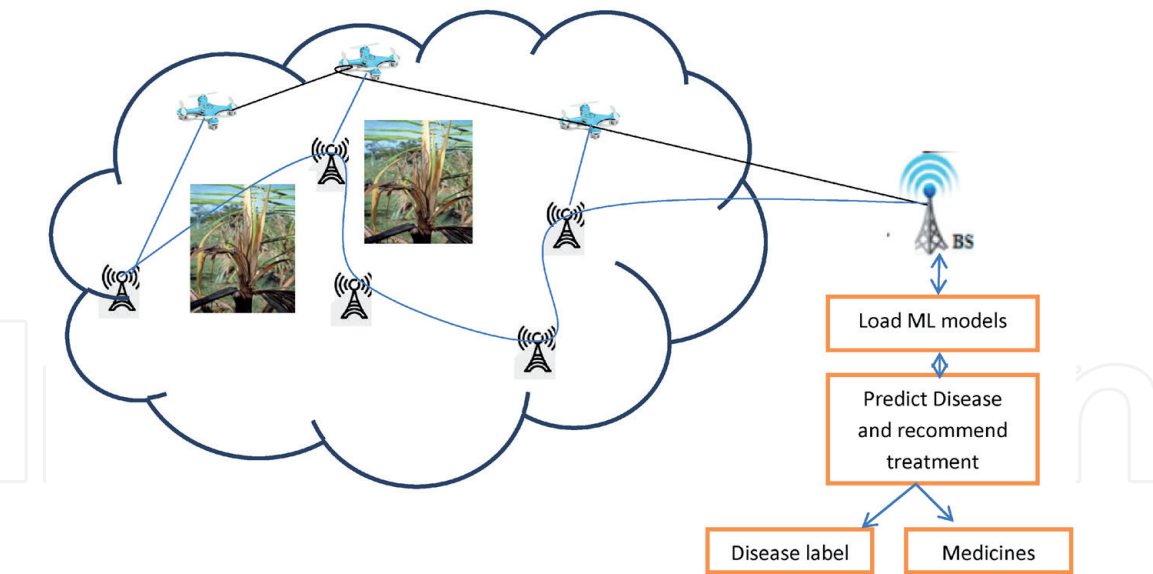 BS
Load ML models
Predict Disease
and recommend
treatment
Disease label
Medicines